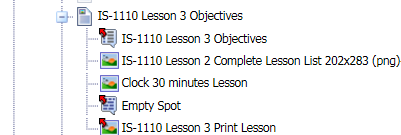 IS-1110 Lesson 3 Objectives
IS-1110 Lesson 3 Objectives
IS-1110 Lesson 2 Complete Lesson List 202x283 (png)
Clock 30 minutes Lesson
Empty Spot
IS-1110 Lesson 3 Print Lesson